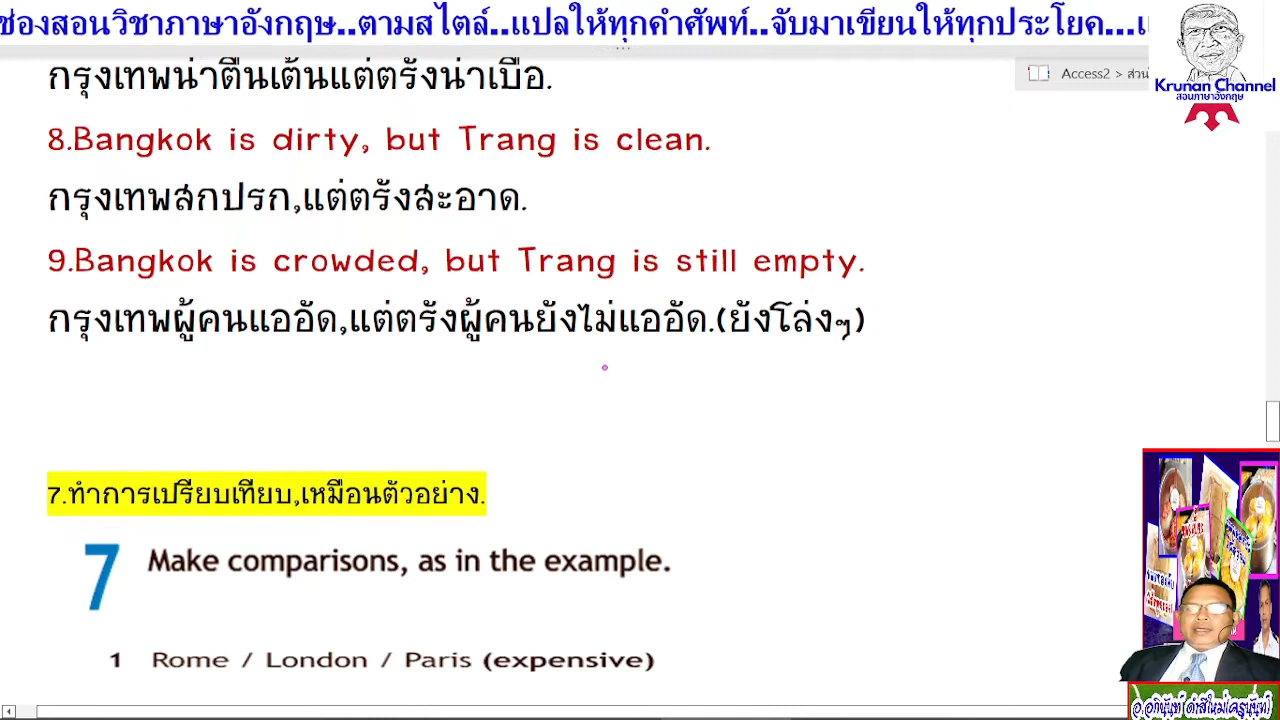 ช่องสอนวิชาภาษาอังกฤษ..ตามสไตล์..แปลให้ทุกคำศัพท์..จับมาเขียนให้ทุกประโยค...
กรุงเทพน่าตื่นเต้นแต่ตรังน่าเบื่อ.
Access2 > ส่วน
Krunan Channel
สอนภาษาอังกฤษ
8.Bangkok is dirty, but Trang is clean.
กรุงเทพสกปรก,แต่ตรังสะอาด.
9.Bangkok is crowded, but Trang is still empty.
กรุงเทพผู้คนแออัด,แต่ตรังผู้คนยังไม่แออัด.(ยังโล่งๆ)
7.ทำการเปรียบเทียบ,เหมือนตัวอย่าง.
7 Make comparisons, as in the example.
1 Rome / London / Paris (expensive)